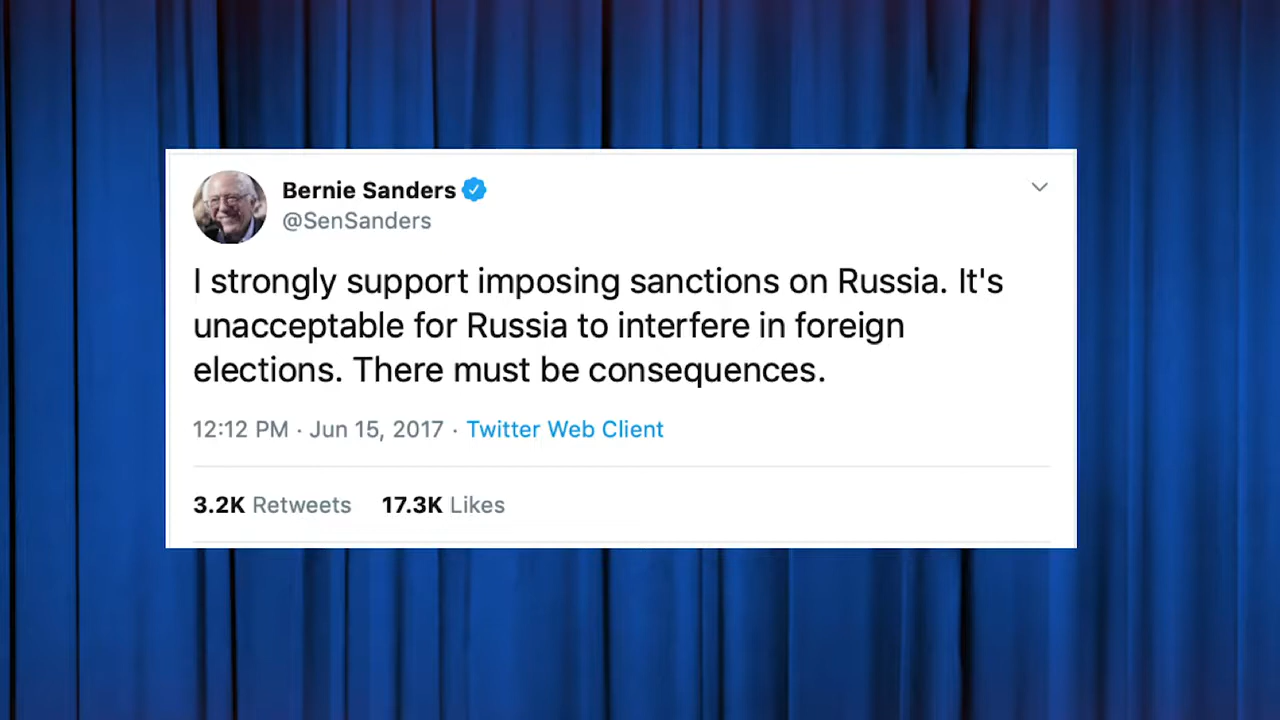 Bernie Sanders
@SenSanders
I strongly support imposing sanctions on Russia. It's
unacceptable for Russia to interfere in foreign
elections. There must be consequences.
12:12 PM · Jun 15, 2017 · Twitter Web Client
3.2K Retweets 17.3K Likes